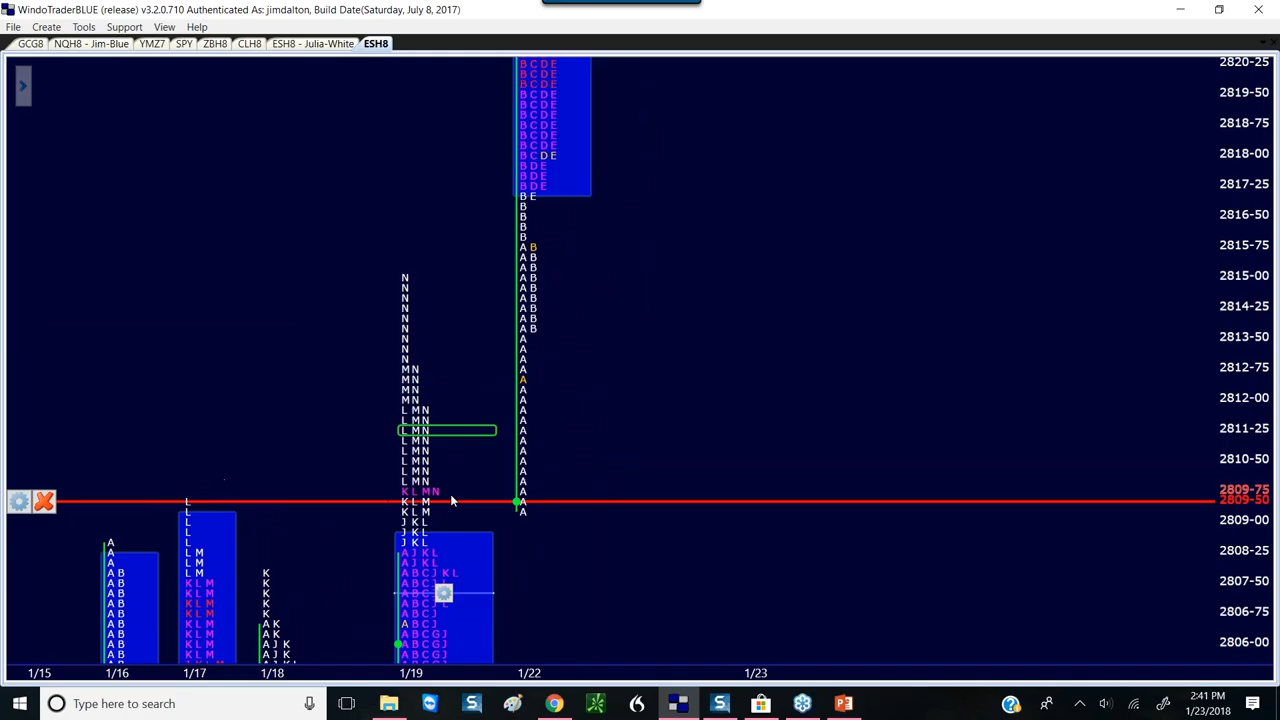 WindoTraderBLUE (release) v3.2.0.710 Authenticated As: jimdalton, Build Date(Saturday, July 8, 2017)
File Create Tools Support View Help
GCG8 NQH8 - Jim-Blue YMZ7 SPY ZBH8 CLH8 ESH8 - Julia-White ESH8
B C D E 2820-25
B C D E
B C D E
B C D E 2819-50
B C D E
B C D E
B C D E 2818-75
B C D E
B C D E
B C D E 2818-00
B D E
B D E
B D E 2817-25
B E
B
B 2816-50
B
B
A B 2815-75
A B
A B
N A B 2815-00
N A B
N A B
N A B 2814-25
N A B
N A B
N A 2813-50
N A
N A
M N A 2812-75
M N A
M N A
M N A 2812-00
L M N A
L M N A
L M N A 2811-25
L M N A
L M N A
L M N A 2810-50
L M N A
L M N A
K L M N A 2809-75
L K L M A 2809-50
L K L M A
L J K L 2809-00
L J K L
A L J K L
A L M A J K L 2808-25
A L M A J K L
A B L M K A B C J K L
A B K L M K A B C J 2807-50
A B K L M K A B C
A B K L M K A B C J L
A B K L M K A B C J 2806-75
A B K L M A K A B C J
A B K L M A K A B C G J
A B K L M A J K A B C G J 2806-00
A B K L M A J K A B C G J
1/15 1/16 1/17 1/18 1/19 1/22 1/23
Type here to search
2:41 PM
1/23/2018